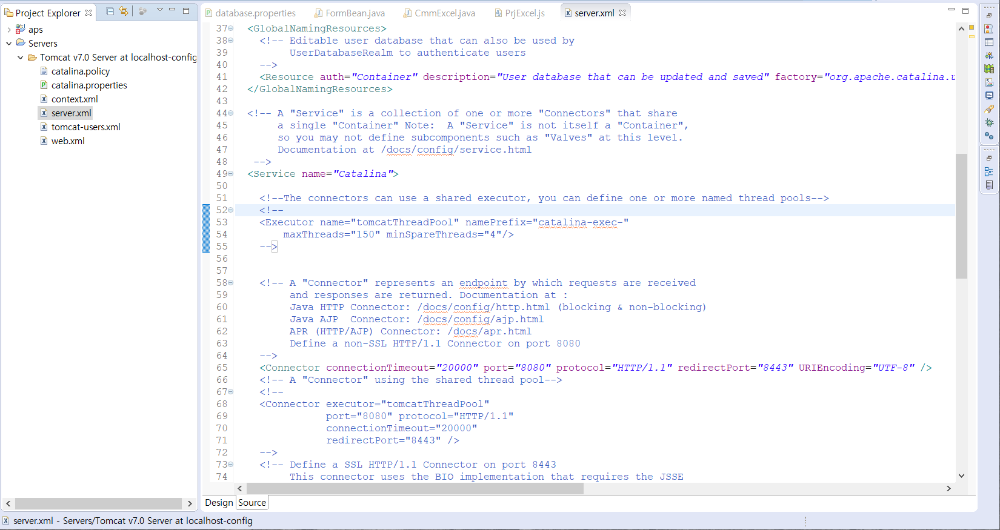 Project Explorer
aps
Servers
Tomcat v7.0 Server at localhost-config
catalina.policy
catalina.properties
context.xml
server.xml
tomcat-users.xml
web.xml
database.properties
FormBean.java
CmmExcel.java
PrjExcel.js
server.xml
37 <GlobalNamingResources>
38 <!-- Editable user database that can also be used by
39 UserDatabaseRealm to authenticate users
40 -->
41 <Resource auth="Container" description="User database that can be updated and saved" factory="org.apache.catalina.u
42 </GlobalNamingResources>
43
44 <!-- A "Service" is a collection of one or more "Connectors" that share
45 a single "Container" Note:  A "Service" is not itself a "Container",
46 so you may not define subcomponents such as "Valves" at this level.
47 Documentation at /docs/config/service.html
48 -->
49 <Service name="Catalina">
50
51 <!--The connectors can use a shared executor, you can define one or more named thread pools-->
52 <!--
53 <Executor name="tomcatThreadPool" namePrefix="catalina-exec-"
54 maxThreads="150" minSpareThreads="4"/>
55 -->
56
57
58 <!-- A "Connector" represents an endpoint by which requests are received
59 and responses are returned. Documentation at :
60 Java HTTP Connector: /docs/config/http.html (blocking & non-blocking)
61 Java AJP  Connector: /docs/config/ajp.html
62 APR (HTTP/AJP) Connector: /docs/apr.html
63 Define a non-SSL HTTP/1.1 Connector on port 8080
64 -->
65 <Connector connectionTimeout="20000" port="8080" protocol="HTTP/1.1" redirectPort="8443" URIEncoding="UTF-8" />
66 <!-- A "Connector" using the shared thread pool-->
67 <!--
68 <Connector executor="tomcatThreadPool"
69 port="8080" protocol="HTTP/1.1"
70 connectionTimeout="20000"
71 redirectPort="8443" />
72 -->
73 <!-- Define a SSL HTTP/1.1 Connector on port 8443
74 This connector uses the BIO implementation that requires the JSSE
Design
Source
server.xml - Servers/Tomcat v7.0 Server at localhost-config